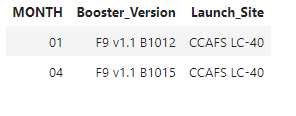 MONTH Booster_Version Launch_Site
01 F9 v1.1 B1012 CCAFS LC-40
04 F9 v1.1 B1015 CCAFS LC-40